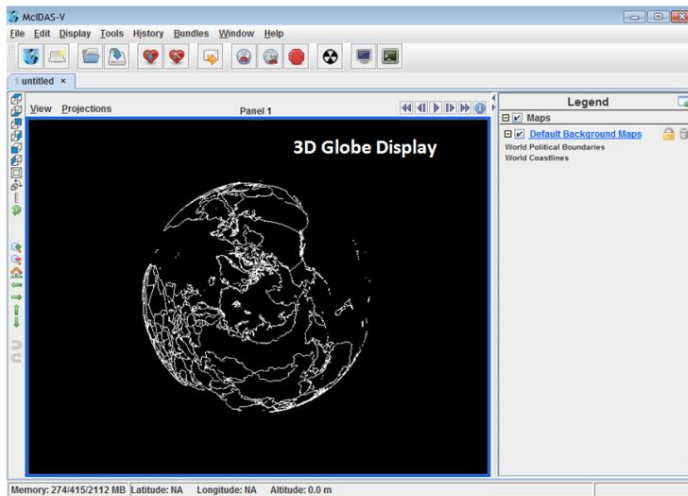 McIDAS-V
File Edit Display Tools History Bundles Window Help
1 untitled ×
View Projections
Panel 1
Legend
3D Globe Display
Maps
Default Background Maps
World Political Boundaries
World Coastlines
Memory: 274/415/2112 MB Latitude: NA Longitude: NA Altitude: 0.0 m